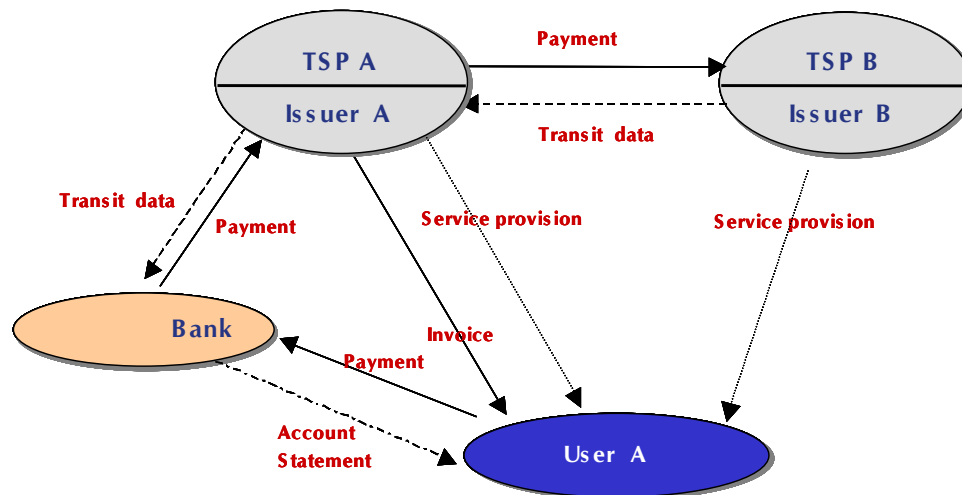 Payment
TSP A
TSP B
Issuer A
Issuer B
Transit data
Transit data
Payment
Service provision
Service provision
Bank
Invoice
Payment
Account
Statement
User A